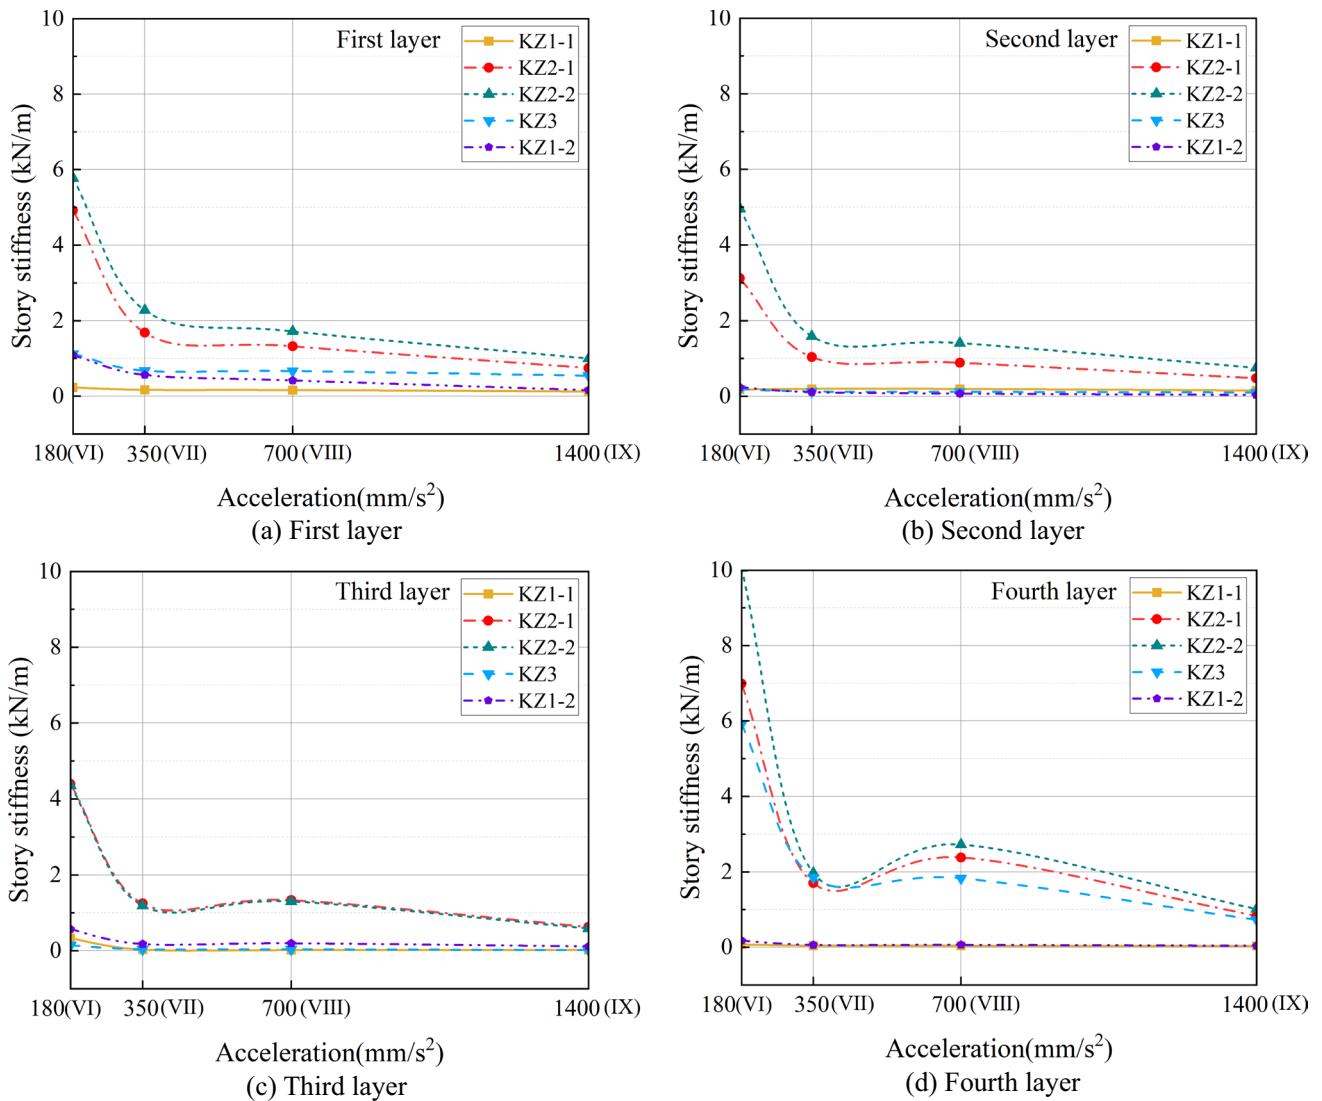 First layer
KZ1-1
KZ2-1
KZ2-2
KZ3
KZ1-2
10
8
6
4
2
0
Story stiffness (kN/m)
180(VI) 350(VII) 700(VIII) 1400(IX)
Acceleration(mm/s²)
(a) First layer
Second layer
KZ1-1
KZ2-1
KZ2-2
KZ3
KZ1-2
10
8
6
4
2
0
Story stiffness (kN/m)
180(VI) 350(VII) 700(VIII) 1400(IX)
Acceleration(mm/s²)
(b) Second layer
Third layer
KZ1-1
KZ2-1
KZ2-2
KZ3
KZ1-2
10
8
6
4
2
0
Story stiffness (kN/m)
180(VI) 350(VII) 700(VIII) 1400(IX)
Acceleration(mm/s²)
(c) Third layer
Fourth layer
KZ1-1
KZ2-1
KZ2-2
KZ3
KZ1-2
10
8
6
4
2
0
Story stiffness (kN/m)
180(VI) 350(VII) 700(VIII) 1400(IX)
Acceleration(mm/s²)
(d) Fourth layer